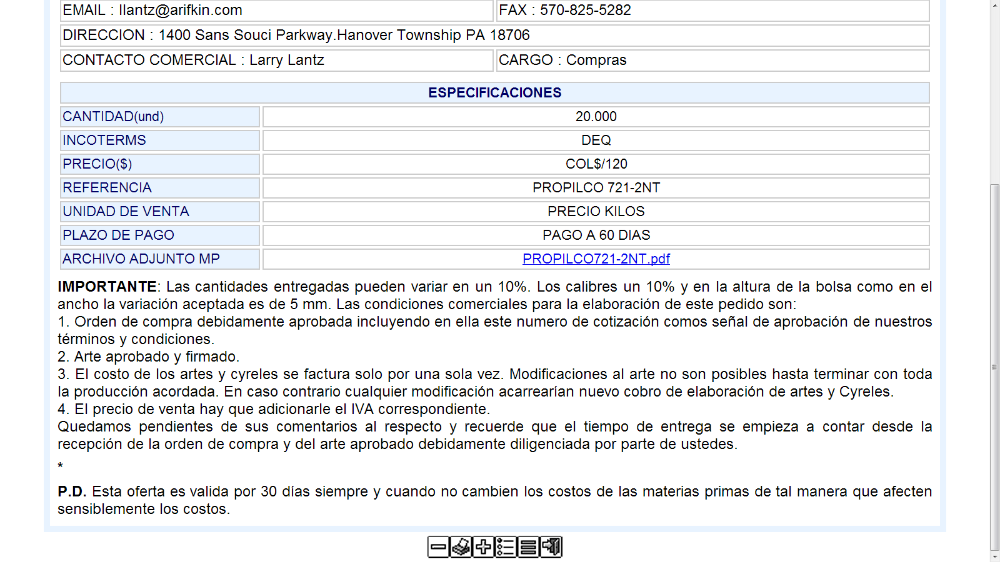 EMAIL : llantz@arifkin.com
FAX : 570-825-5282
DIRECCION : 1400 Sans Souci Parkway.Hanover Township PA 18706
CONTACTO COMERCIAL : Larry Lantz
CARGO : Compras
ESPECIFICACIONES
CANTIDAD(und) 20.000
INCOTERMS DEQ
PRECIO($) COL$/120
REFERENCIA PROPILCO 721-2NT
UNIDAD DE VENTA PRECIO KILOS
PLAZO DE PAGO PAGO A 60 DIAS
ARCHIVO ADJUNTO MP PROPILCO721-2NT.pdf
IMPORTANTE: Las cantidades entregadas pueden variar en un 10%. Los calibres un 10% y en la altura de la bolsa como en el
ancho la variación aceptada es de 5 mm. Las condiciones comerciales para la elaboración de este pedido son:
1. Orden de compra debidamente aprobada incluyendo en ella este numero de cotización comos señal de aprobación de nuestros
términos y condiciones.
2. Arte aprobado y firmado.
3. El costo de los artes y cyreles se factura solo por una sola vez. Modificaciones al arte no son posibles hasta terminar con toda
la producción acordada. En caso contrario cualquier modificación acarrearían nuevo cobro de elaboración de artes y Cyreles.
4. El precio de venta hay que adicionarle el IVA correspondiente.
Quedamos pendientes de sus comentarios al respecto y recuerde que el tiempo de entrega se empieza a contar desde la
recepción de la orden de compra y del arte aprobado debidamente diligenciada por parte de ustedes.
*
P.D. Esta oferta es valida por 30 días siempre y cuando no cambien los costos de las materias primas de tal manera que afecten
sensiblemente los costos.